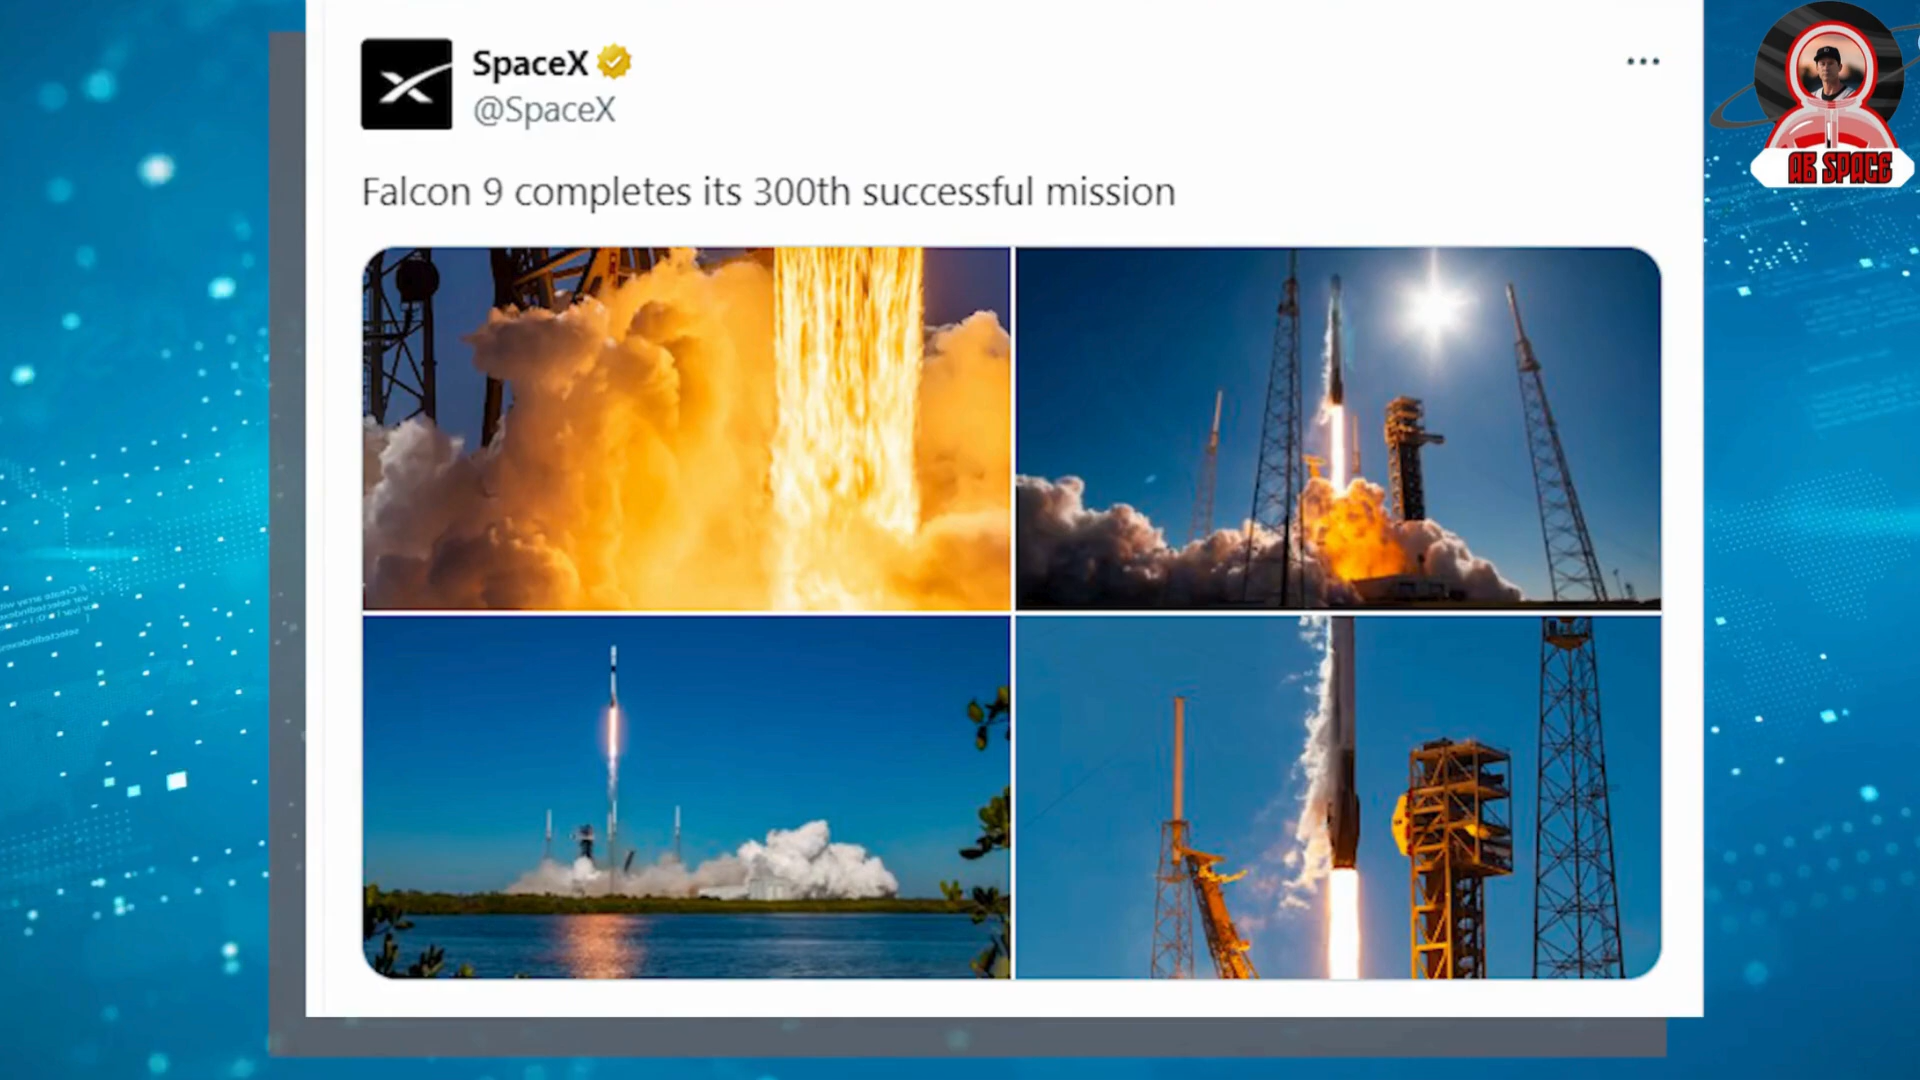 SpaceX
@SpaceX
Falcon 9 completes its 300th successful mission
AB SPACE